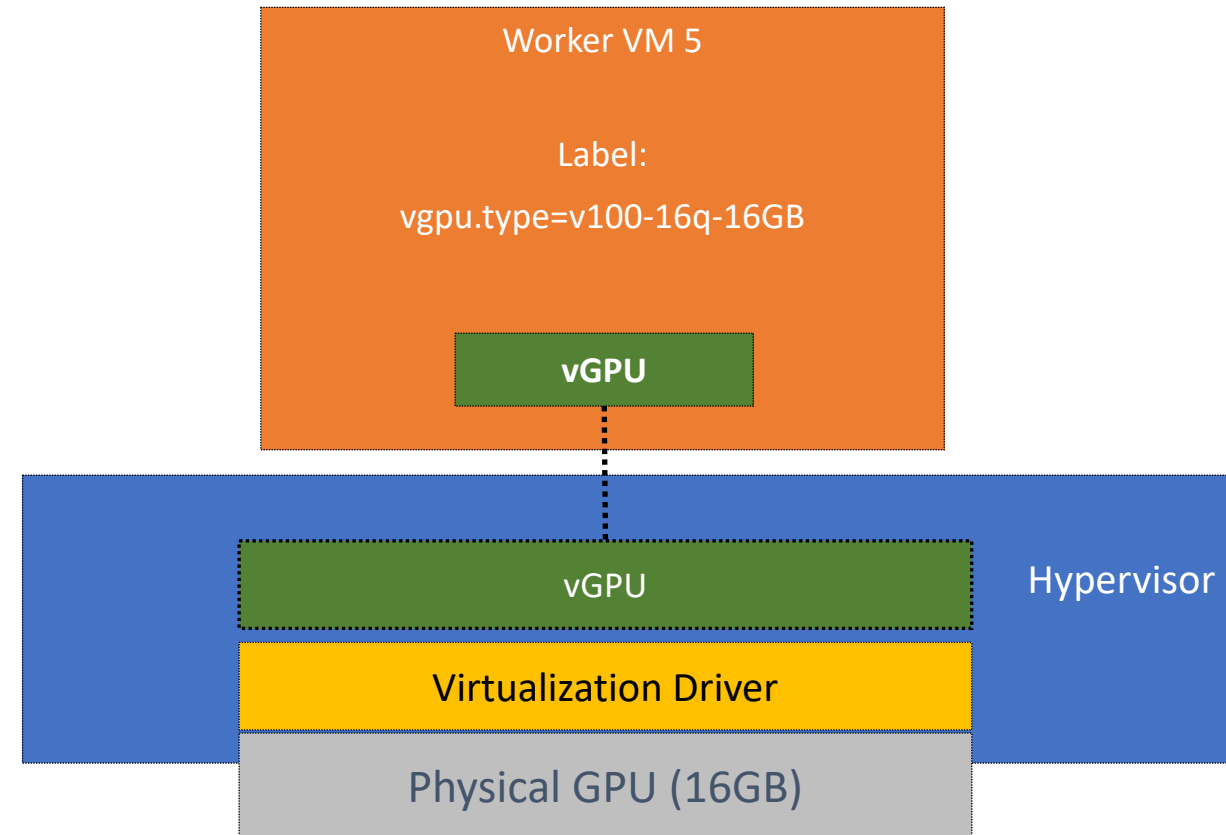 Worker VM 5
Label:
vgpu.type=v100-16q-16GB
vGPU
vGPU
Hypervisor
Virtualization Driver
Physical GPU (16GB)